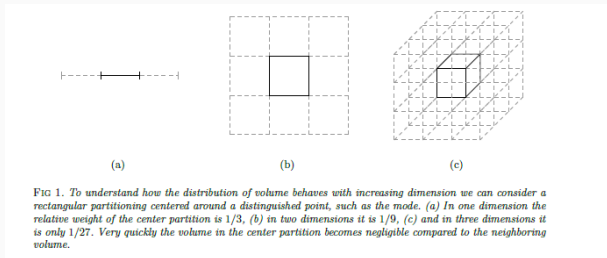 (a)
(b)
(c)
FIG 1. To understand how the distribution of volume behaves with increasing dimension we can consider a
rectangular partitioning centered around a distinguished point, such as the mode. (a) In one dimension the
relative weight of the center partition is 1/3, (b) in two dimensions it is 1/9, (c) and in three dimensions it
is only 1/27. Very quickly the volume in the center partition becomes negligible compared to the neighboring
volume.